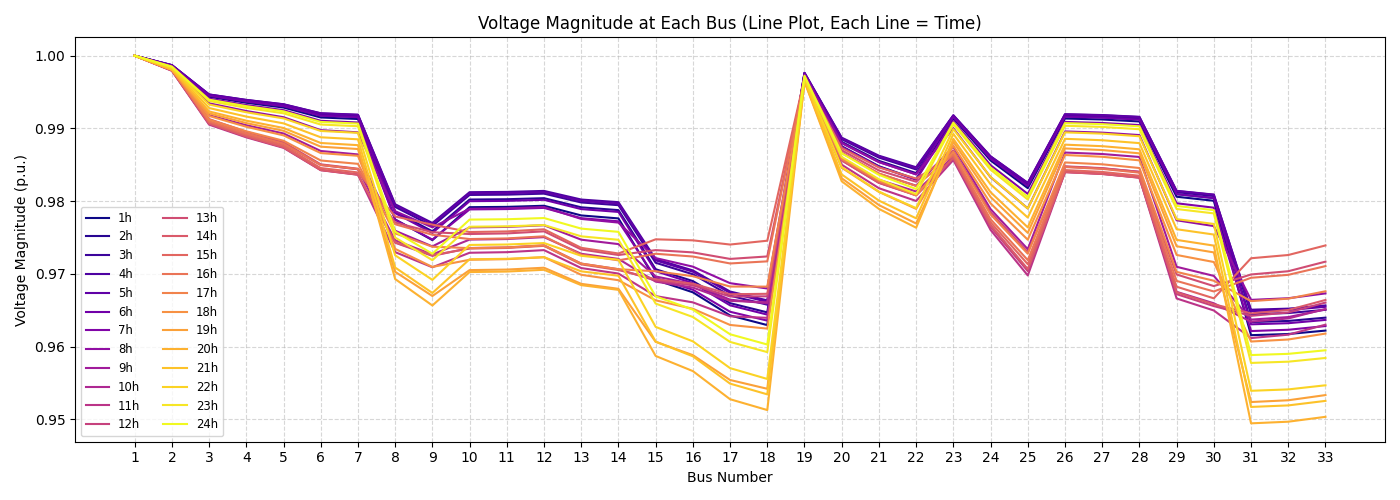 Voltage Magnitude at Each Bus (Line Plot, Each Line = Time)
Voltage Magnitude (p.u.)
1.00
0.99
0.98
0.97
0.96
0.95
1h 13h
2h 14h
3h 15h
4h 16h
5h 17h
6h 18h
7h 19h
8h 20h
9h 21h
10h 22h
11h 23h
12h 24h
1 2 3 4 5 6 7 8 9 10 11 12 13 14 15 16 17 18 19 20 21 22 23 24 25 26 27 28 29 30 31 32 33
Bus Number